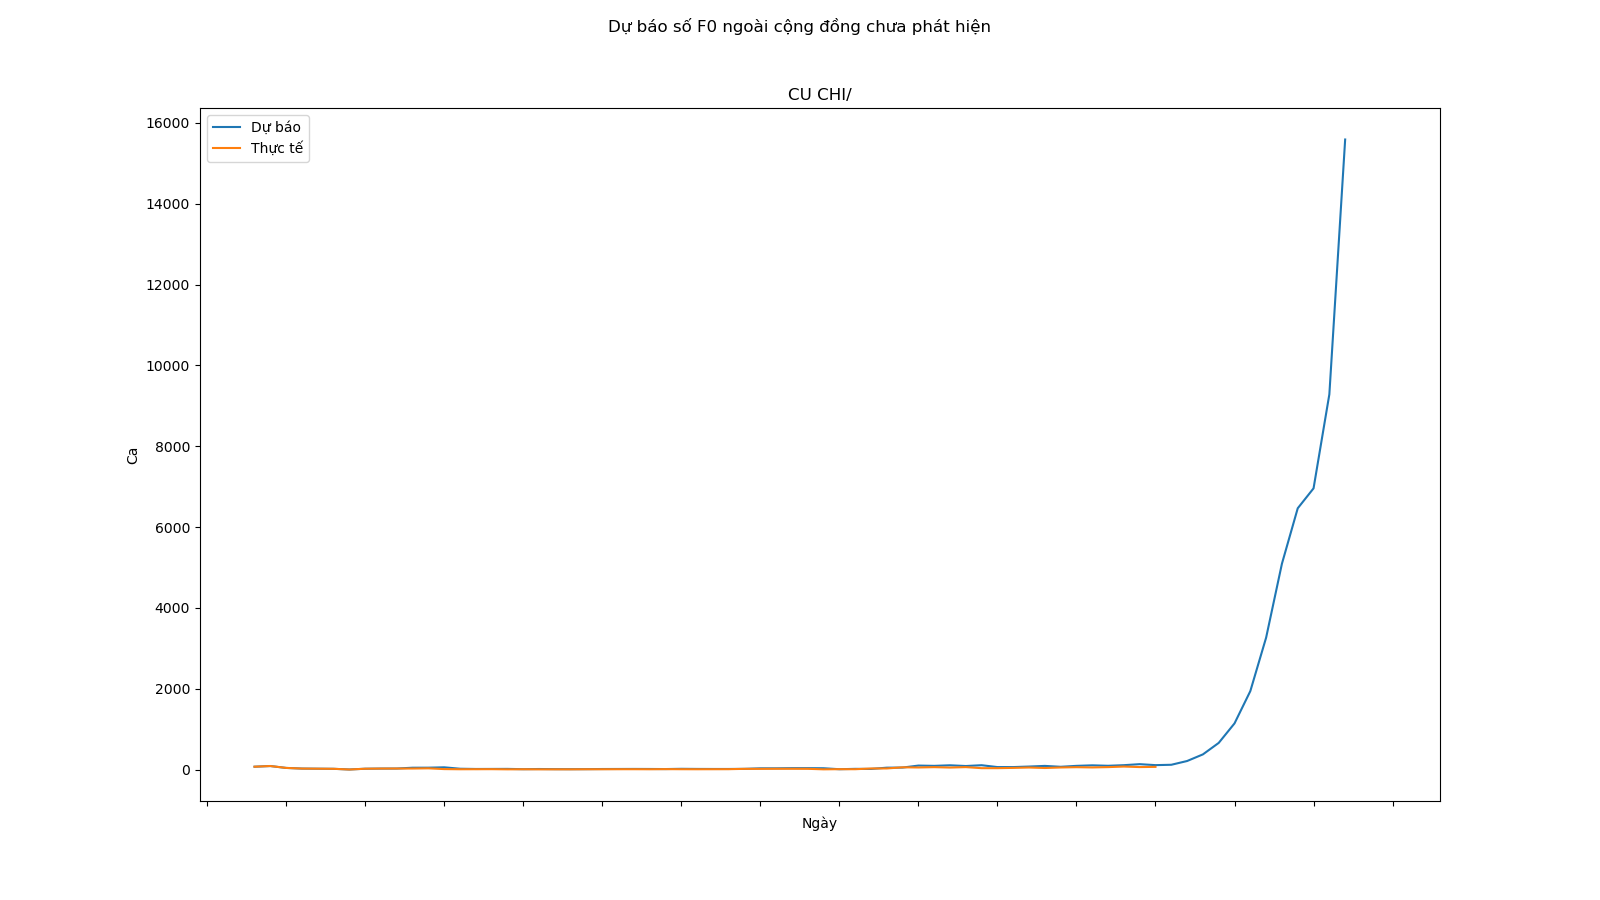 Dự báo số F0 ngoài cộng đồng chưa phát hiện
CU CHI/
Dự báo
Thực tế
16000
14000
12000
10000
8000
6000
4000
2000
0
Ca
Ngày